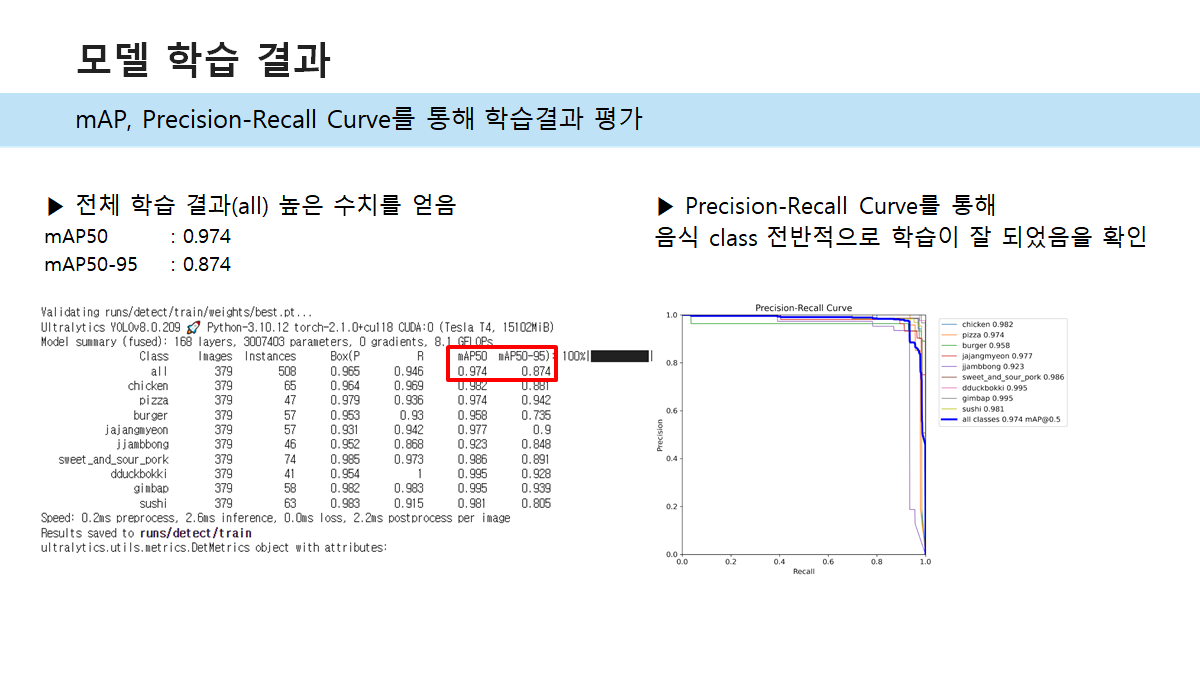 모델 학습 결과
mAP, Precision-Recall Curve를 통해 학습결과 평가
▶ 전체 학습 결과(all) 높은 수치를 얻음
mAP50 : 0.974
mAP50-95 : 0.874
Validating runs/detect/train/weights/best.pt...
Ultralytics YOLOv8.0.209 🚀 Python-3.10.12 torch-2.1.0+cu118 CUDA:0 (Tesla T4, 15102MiB)
Model summary (fused): 168 layers, 3007403 parameters, 0 gradients, 8.1 GFLOPs
Class Images Instances Box(P R mAP50 mAP50-95): 100%
all 379 508 0.965 0.946 0.974 0.874
chicken 379 65 0.964 0.969 0.982 0.881
pizza 379 47 0.979 0.936 0.974 0.942
burger 379 57 0.953 0.93 0.958 0.735
jajangmyeon 379 57 0.931 0.942 0.977 0.9
jjambbong 379 46 0.952 0.868 0.923 0.848
sweet_and_sour_pork 379 74 0.985 0.973 0.986 0.891
dduckbokki 379 41 0.954 1 0.995 0.928
gimbap 379 58 0.982 0.983 0.995 0.939
sushi 379 63 0.983 0.915 0.981 0.805
Speed: 0.2ms preprocess, 2.6ms inference, 0.0ms loss, 2.2ms postprocess per image
Results saved to runs/detect/train
ultralytics.utils.metrics.DetMetrics object with attributes:
▶ Precision-Recall Curve를 통해
음식 class 전반적으로 학습이 잘 되었음을 확인
Precision-Recall Curve
1.0
0.8
0.6
0.4
0.2
0.0
Precision
0.0 0.2 0.4 0.6 0.8 1.0
Recall
chicken 0.982
pizza 0.974
burger 0.958
jajangmyeon 0.977
jjambbong 0.923
sweet_and_sour_pork 0.986
dduckbokki 0.995
gimbap 0.995
sushi 0.981
all classes 0.974 mAP@0.5